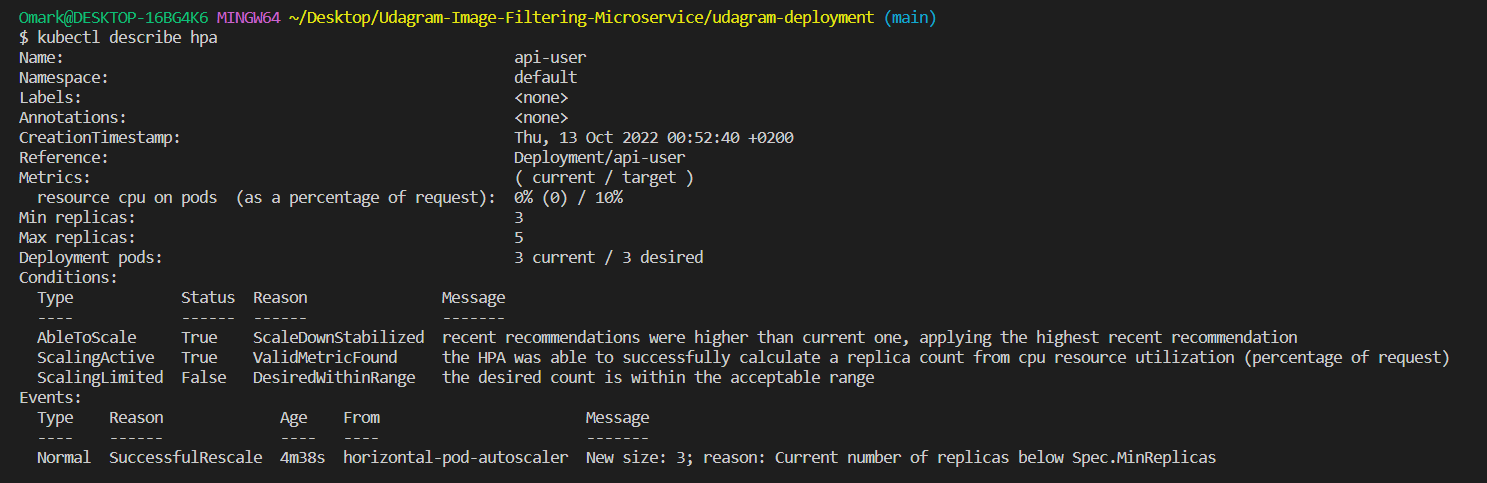 Omark@DESKTOP-16BG4K6 MINGW64 ~/Desktop/Udagram-Image-Filtering-Microservice/udagram-deployment (main)
$ kubectl describe hpa
Name: api-user
Namespace: default
Labels: <none>
Annotations: <none>
CreationTimestamp: Thu, 13 Oct 2022 00:52:40 +0200
Reference: Deployment/api-user
Metrics: ( current / target )
resource cpu on pods (as a percentage of request): 0% (0) / 10%
Min replicas: 3
Max replicas: 5
Deployment pods: 3 current / 3 desired
Conditions:
Type Status Reason Message
---- ------ ------ -------
AbleToScale True ScaleDownStabilized recent recommendations were higher than current one, applying the highest recent recommendation
ScalingActive True ValidMetricFound the HPA was able to successfully calculate a replica count from cpu resource utilization (percentage of request)
ScalingLimited False DesiredWithinRange the desired count is within the acceptable range
Events:
Type Reason Age From Message
---- ------ ---- ---- -------
Normal SuccessfulRescale 4m38s horizontal-pod-autoscaler New size: 3; reason: Current number of replicas below Spec.MinReplicas